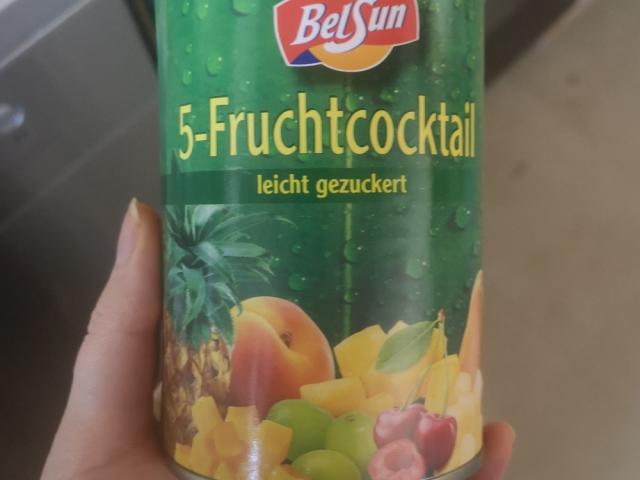 BelSun
5-Fruchtcocktail
leicht gezuckert